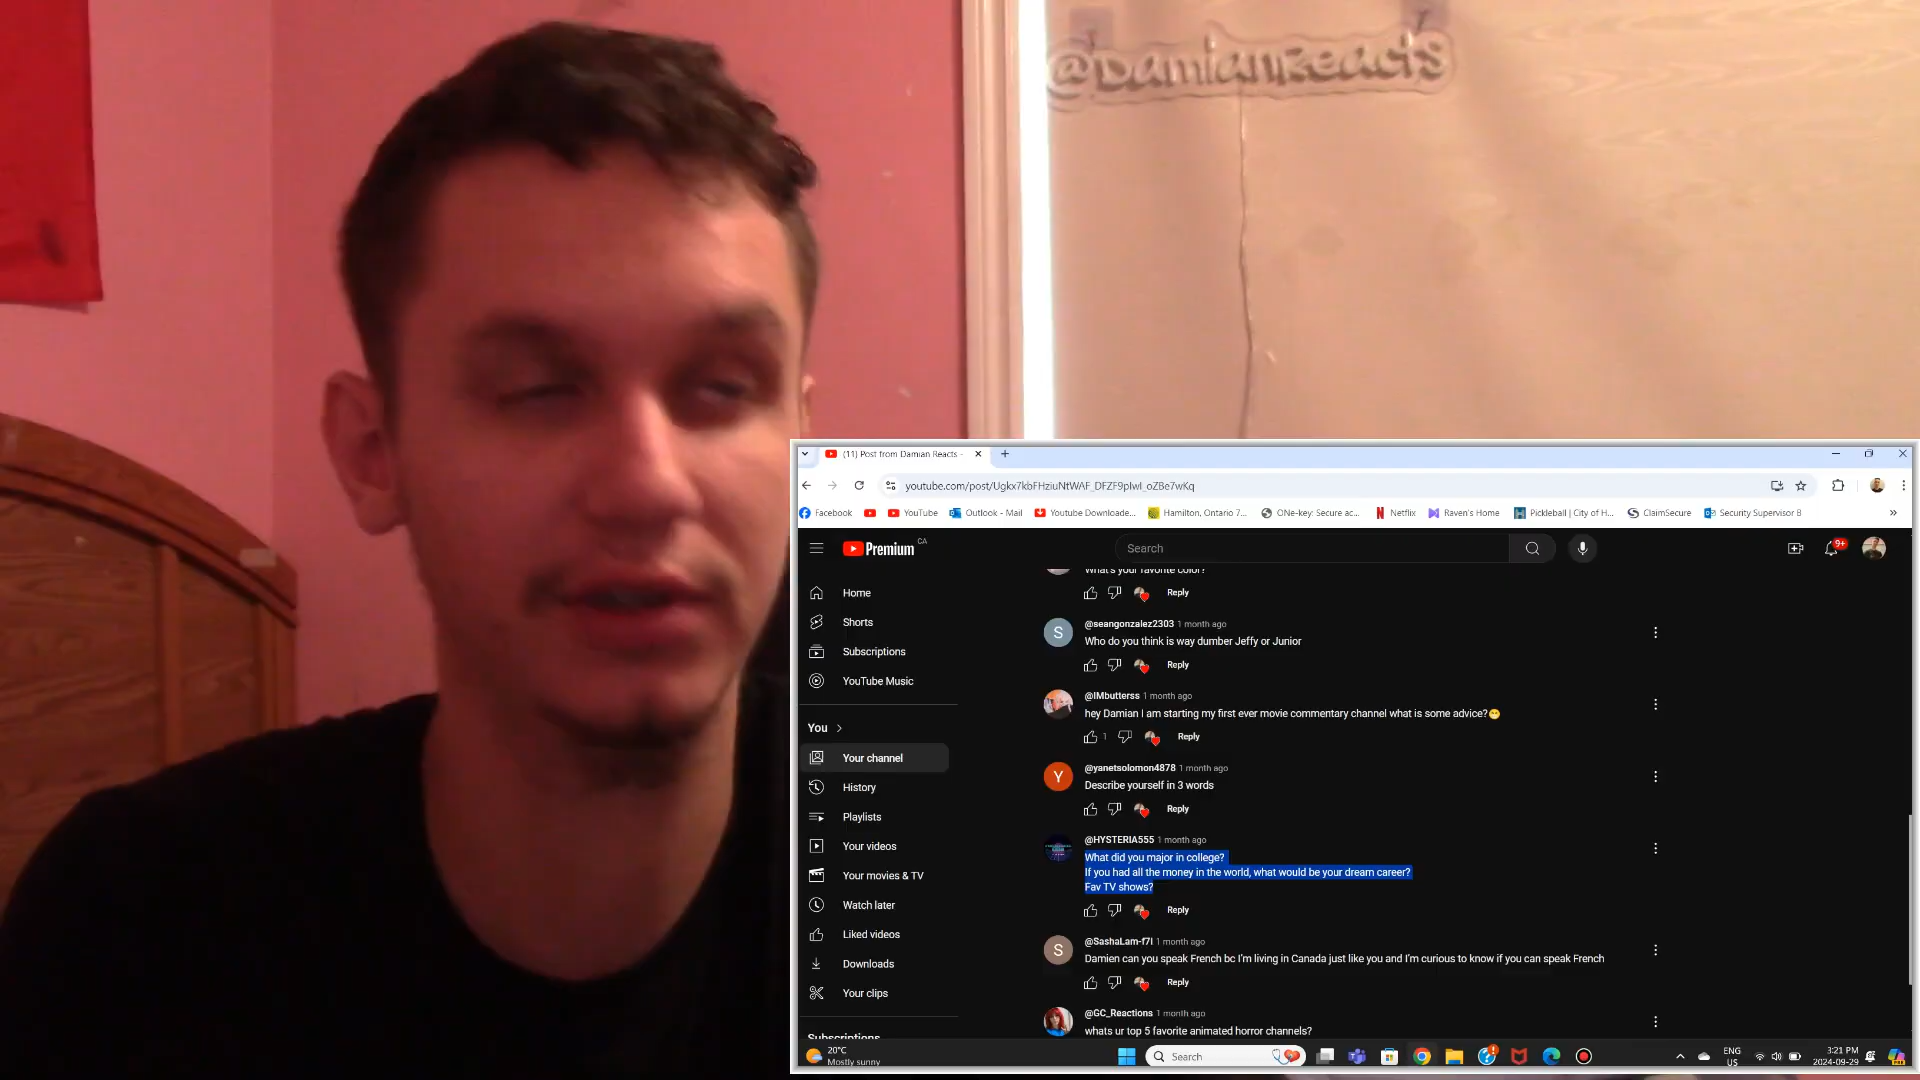 @DamianReacts
(11) Post from Damian Reacts -
youtube.com/post/Ugkx7kbFHziuNtWAF_DFZF9plwl_oZBe7wKq
Facebook
YouTube
Outlook - Mail
Youtube Downloade...
Hamilton, Ontario 7...
ONe-key: Secure ac...
Netflix
Raven's Home
Pickleball | City of H...
ClaimSecure
Security Supervisor 8
Premium CA
Search
9+
Home
Shorts
Subscriptions
YouTube Music
You
Your channel
History
Playlists
Your videos
Your movies & TV
Watch later
Liked videos
Downloads
Your clips
Subscriptions
What's your favorite color?
Reply
S
@seangonzalez2303 1 month ago
Who do you think is way dumber Jeffy or Junior
Reply
@IMbutterss 1 month ago
hey Damian I am starting my first ever movie commentary channel what is some advice?😁
1 Reply
Y
@yanetsolomon4878 1 month ago
Describe yourself in 3 words
Reply
@HYSTERIA555 1 month ago
What did you major in college?
If you had all the money in the world, what would be your dream career?
Fav TV shows?
Reply
S
@SashaLam-f7l 1 month ago
Damien can you speak French bc I'm living in Canada just like you and I'm curious to know if you can speak French
Reply
@GC_Reactions 1 month ago
whats ur top 5 favorite animated horror channels?
20°C
Mostly sunny
Search
ENG
US
3:21 PM
2024-09-29